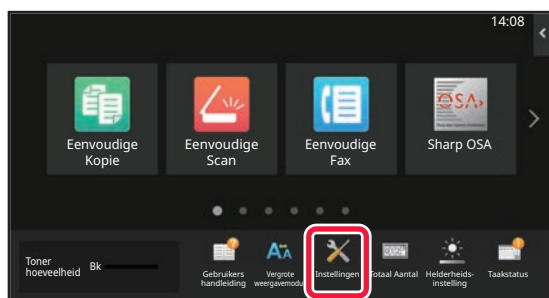 14:08
Eenvoudige
Kopie
Eenvoudige
Scan
Eenvoudige
Fax
OSA
Sharp OSA
Toner
hoeveelheid
Bk
Gebruikers
handleiding
Vergrote
weergavemodus
Instellingen
Totaal Aantal
Helderheids-
instelling
Taakstatus